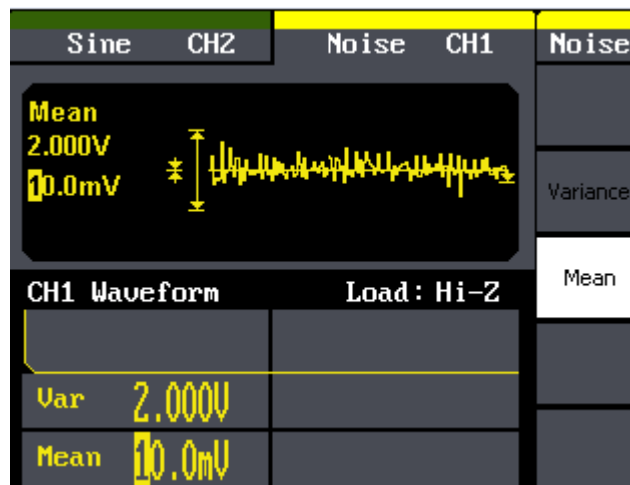 Sine CH2 Noise CH1 Noise
Mean
2.000V
10.0mV
Variance
Mean
CH1 Waveform Load: Hi-Z
Var 2.000V
Mean 10.0mV